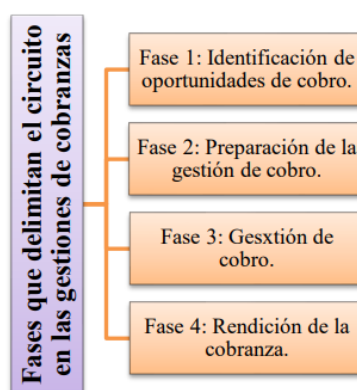 Fases que delimitan el circuito
en las gestiones de cobranzas
Fase 1: Identificación de
oportunidades de cobro.
Fase 2: Preparación de la
gestión de cobro.
Fase 3: Gesxtión de
cobro.
Fase 4: Rendición de la
cobranza.